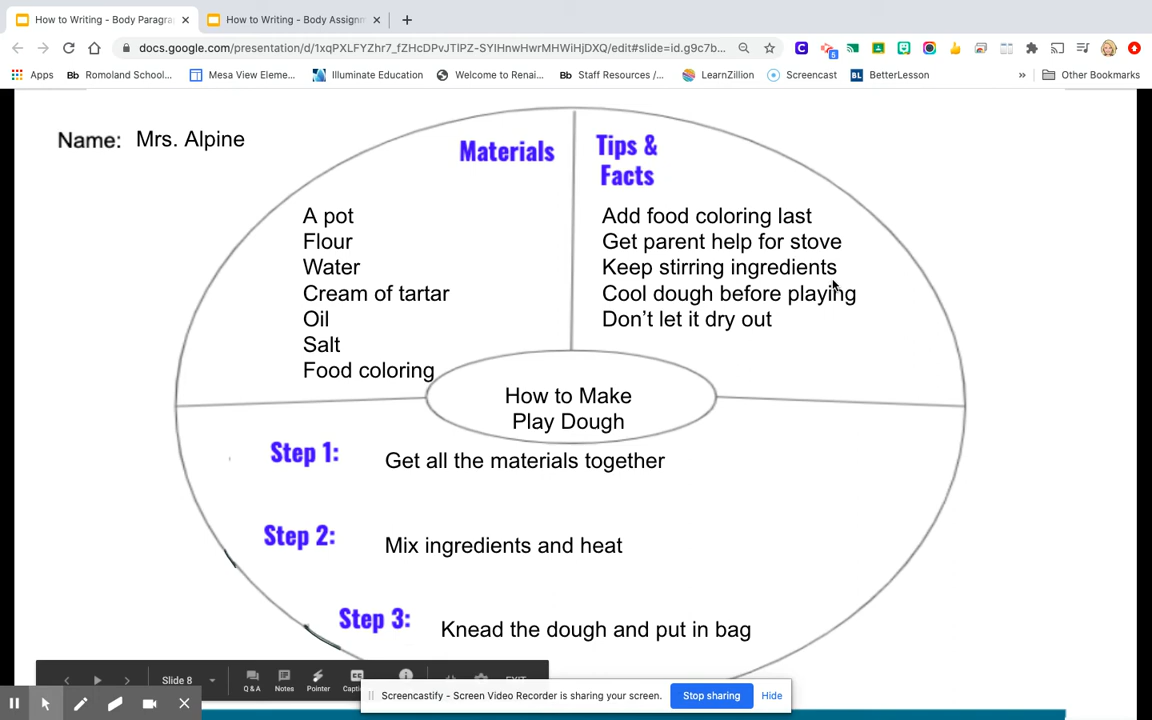 How to Writing - Body Paragra
How to Writing - Body Assignm
docs.google.com/presentation/d/1xqPXLFYZhr7_fZHcDPvJTlPZ-SYIHnwHwrMHWiHjDXQ/edit#slide=id.g9c7b...
Apps
Bb Romoland School...
Mesa View Eleme...
Illuminate Education
Welcome to Renai...
Bb Staff Resources /...
LearnZillion
Screencast
BL BetterLesson
»
Other Bookmarks
Name: Mrs. Alpine
Materials
A pot
Flour
Water
Cream of tartar
Oil
Salt
Food coloring
Tips &
Facts
Add food coloring last
Get parent help for stove
Keep stirring ingredients
Cool dough before playing
Don't let it dry out
How to Make
Play Dough
Step 1: Get all the materials together
Step 2: Mix ingredients and heat
Step 3: Knead the dough and put in bag
Slide 8
Q & A
Notes
Pointer
Capti
EXIT
Screencastify - Screen Video Recorder is sharing your screen.
Stop sharing
Hide